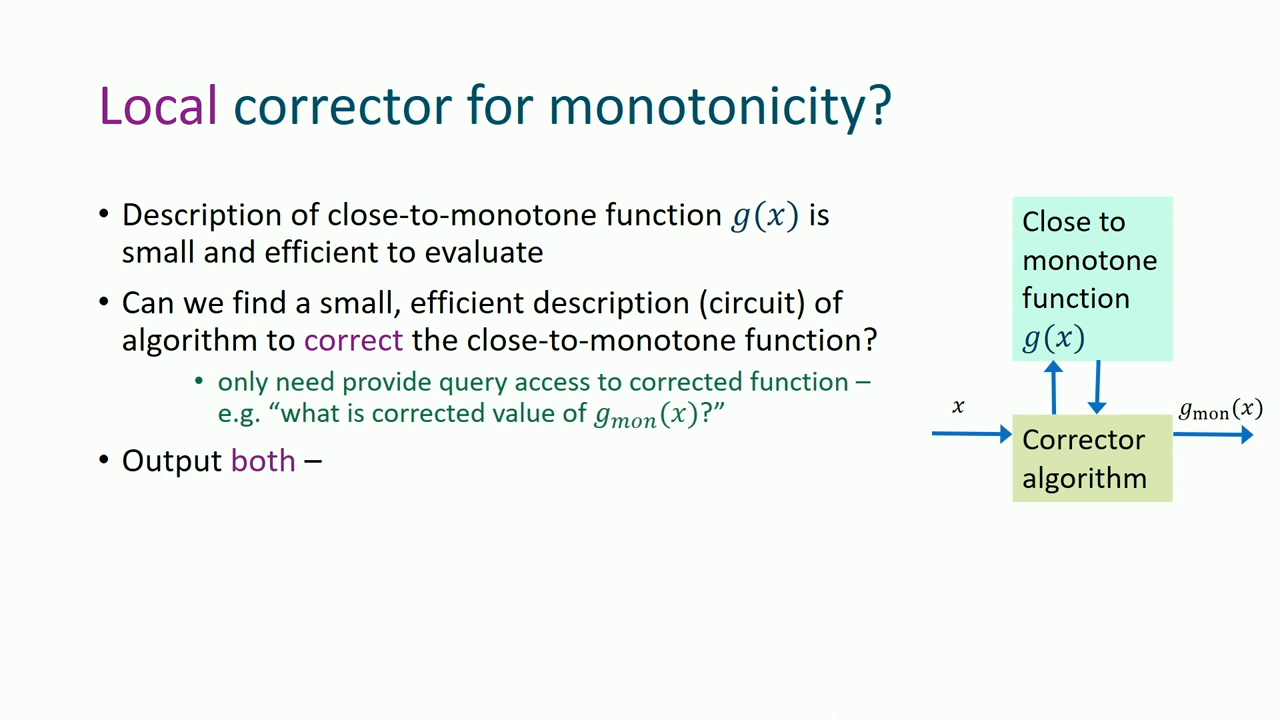 Local corrector for monotonicity?
• Description of close-to-monotone function g(x) is
small and efficient to evaluate
• Can we find a small, efficient description (circuit) of
algorithm to correct the close-to-monotone function?
• only need provide query access to corrected function –
e.g. “what is corrected value of gₘₒₙ(x)?”
• Output both –
Close to
monotone
function
g(x)
x
gₘₒₙ(x)
Corrector
algorithm